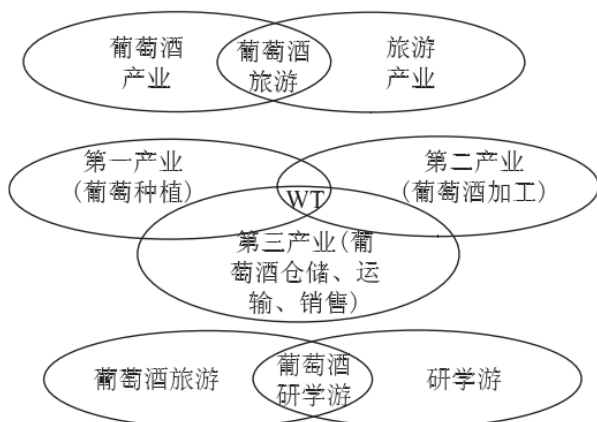 葡萄酒
产业
葡萄酒
旅游
旅游
产业
第一产业
(葡萄种植)
WT
第二产业
(葡萄酒加工)
第三产业(葡
萄酒仓储、运
输、销售)
葡萄酒旅游
葡萄酒
研学游
研学游